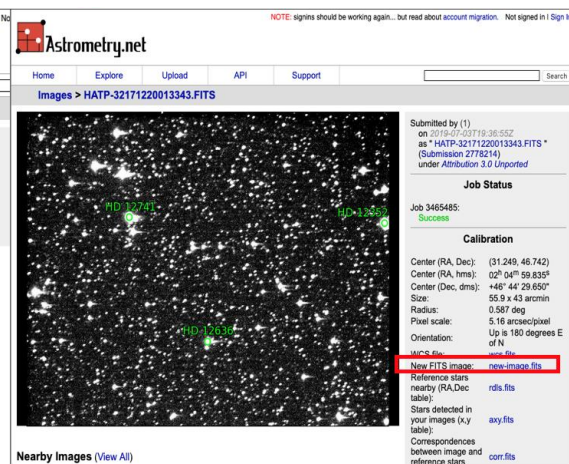 No
NOTE: signins should be working again... but read about account migration. Not signed in I Sign In
Astrometry.net
Home Explore Upload API Support Search
Images > HATP-32171220013343.FITS
HD 12741
HD 12352
HD 12636
Submitted by (1)
on 2019-07-03T19:36:55Z
as " HATP-32171220013343.FITS "
(Submission 2778214)
under Attribution 3.0 Unported
Job Status
Job 3465485:
Success
Calibration
Center (RA, Dec): (31.249, 46.742)
Center (RA, hms): 02h 04m 59.835s
Center (Dec, dms): +46° 44' 29.650"
Size: 55.9 x 43 arcmin
Radius: 0.587 deg
Pixel scale: 5.16 arcsec/pixel
Orientation: Up is 180 degrees E of N
WCS file: wcs.fits
New FITS image: new-image.fits
Reference stars nearby (RA,Dec table): rdls.fits
Stars detected in your images (x,y table): axy.fits
Correspondences between image and reference stars corr.fits
Nearby Images (View All)